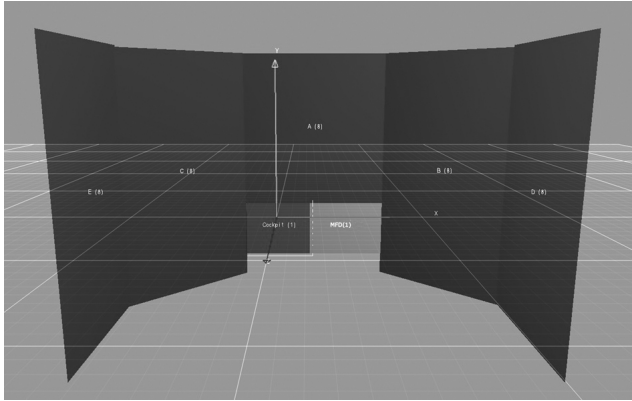 Y
A (8)
C (8)
B (8)
E (8)
D (8)
X
Cockpit (1)
MFD(1)